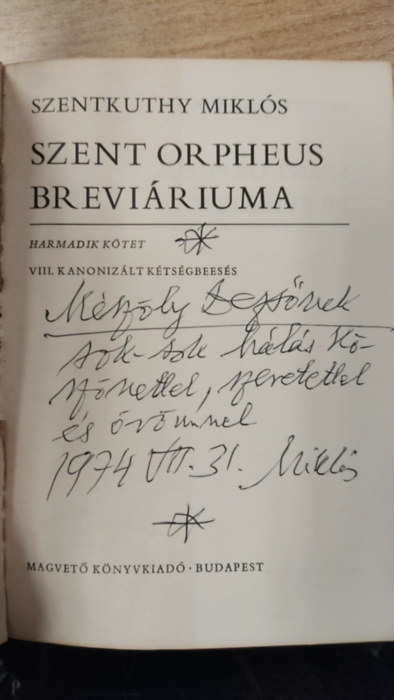 SZENTKUTHY MIKLÓS
SZENT ORPHEUS
BREVIÁRIUMA
HARMADIK KÖTET
VIII. KANONIZÁLT KÉTSÉGBEESÉS
Mészöly Dezsőnek
sok-sok hálás kö-
szönettel, szeretettel
és örömmel
1974 VII. 31. Miklós
MAGVETŐ KÖNYVKIADÓ · BUDAPEST